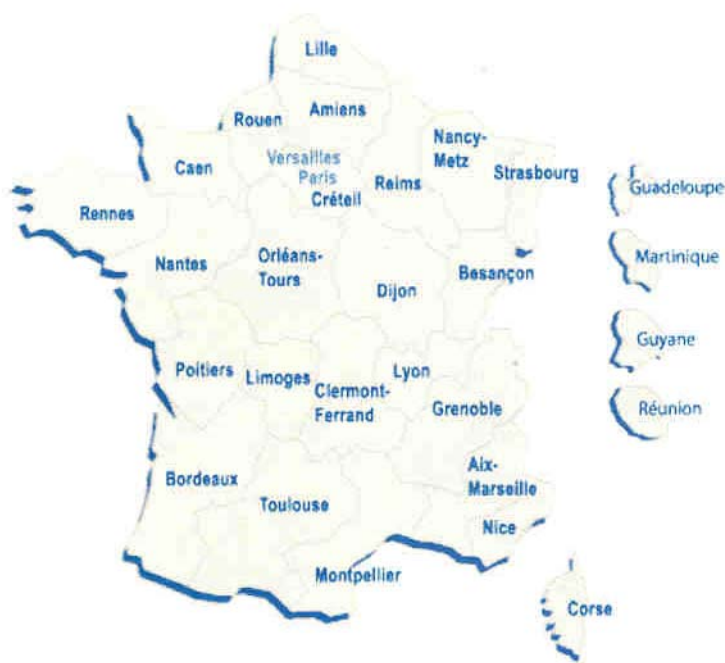 Lille
Amiens
Rouen
Nancy-
Metz
Caen
Versailles
Paris
Créteil
Reims
Strasbourg
Rennes
Nantes
Orléans-
Tours
Dijon
Besançon
Poitiers
Limoges
Clermont-
Ferrand
Lyon
Grenoble
Bordeaux
Toulouse
Aix-
Marseille
Nice
Montpellier
Corse
Guadeloupe
Martinique
Guyane
Réunion